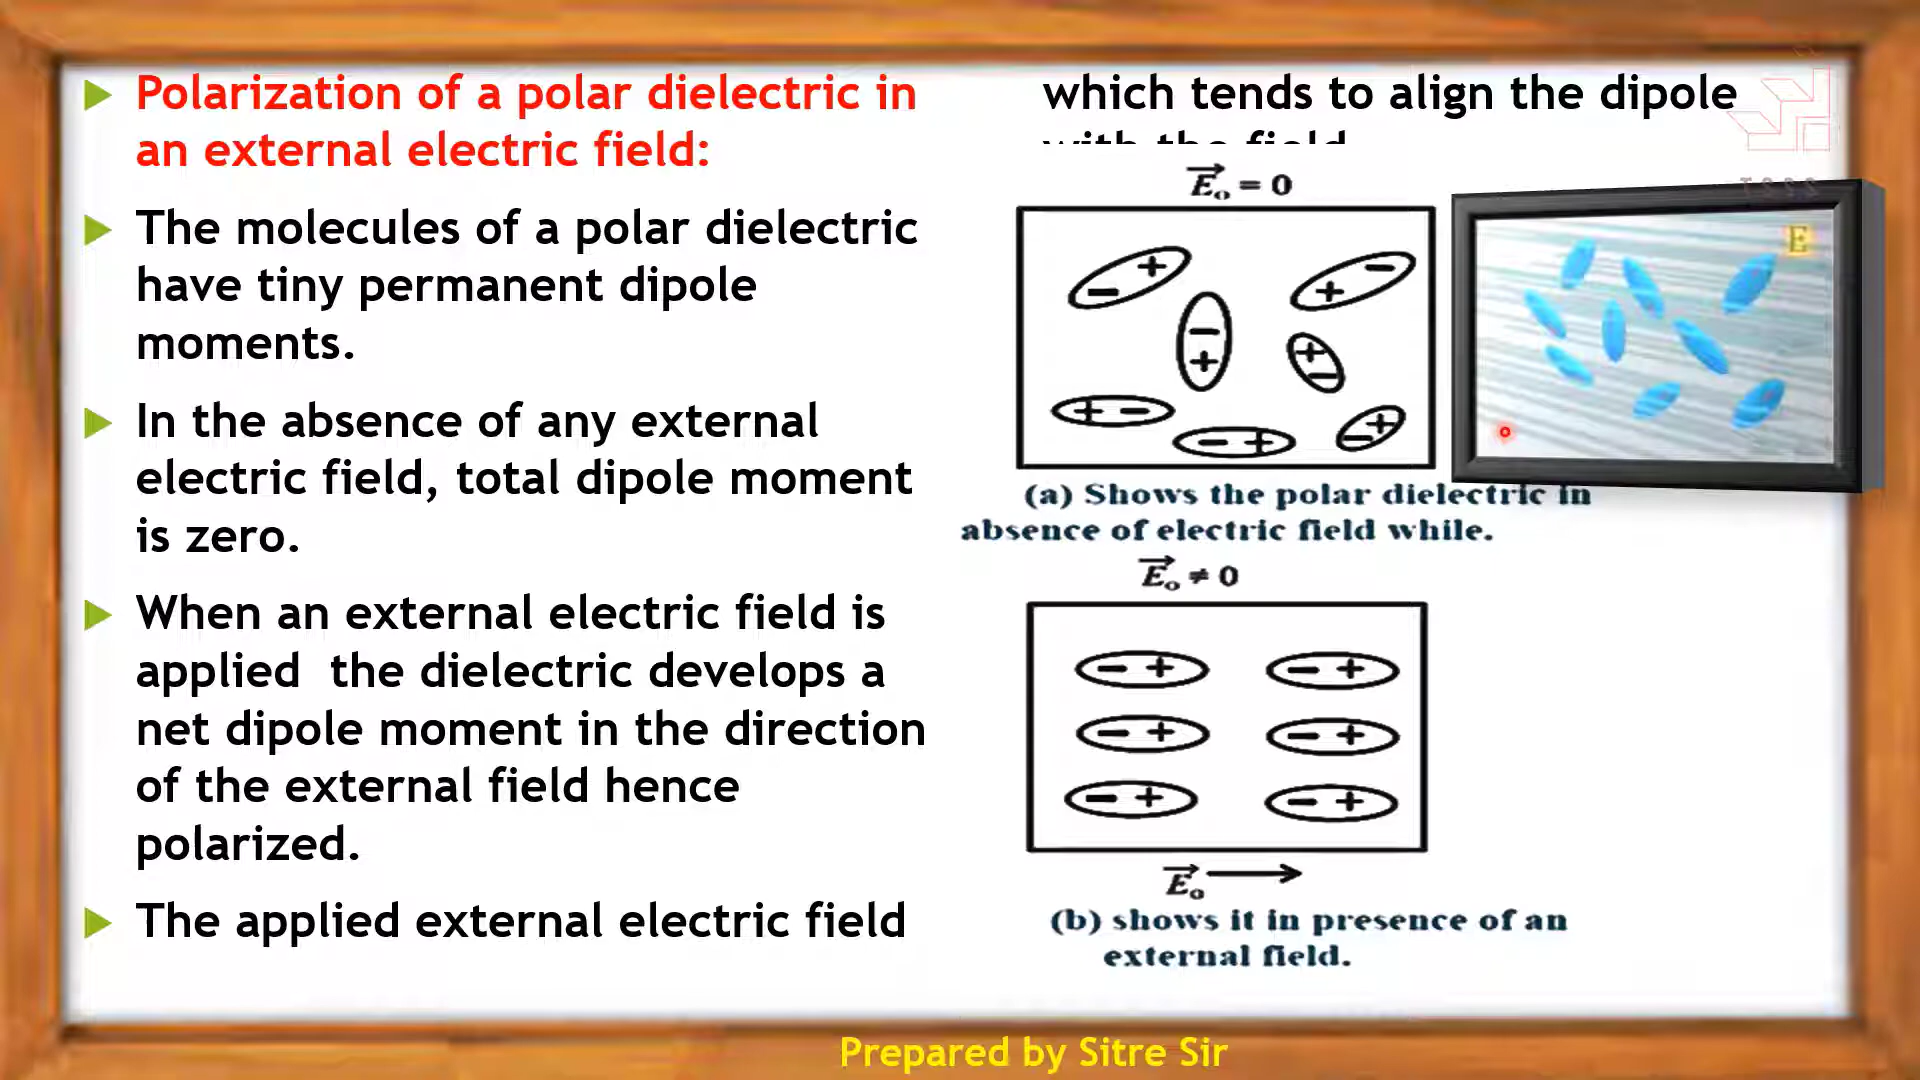 Polarization of a polar dielectric in
an external electric field:
The molecules of a polar dielectric
have tiny permanent dipole
moments.
In the absence of any external
electric field, total dipole moment
is zero.
When an external electric field is
applied the dielectric develops a
net dipole moment in the direction
of the external field hence
polarized.
The applied external electric field
which tends to align the dipole
with the field
E₀ = 0
+
−
−
+
−
+
+
−
+ −
− +
+
−
E
(a) Shows the polar dielectric in
absence of electric field while.
E₀ ≠ 0
− + − +
− + − +
− + − +
E₀
(b) shows it in presence of an
external field.
Prepared by Sitre Sir